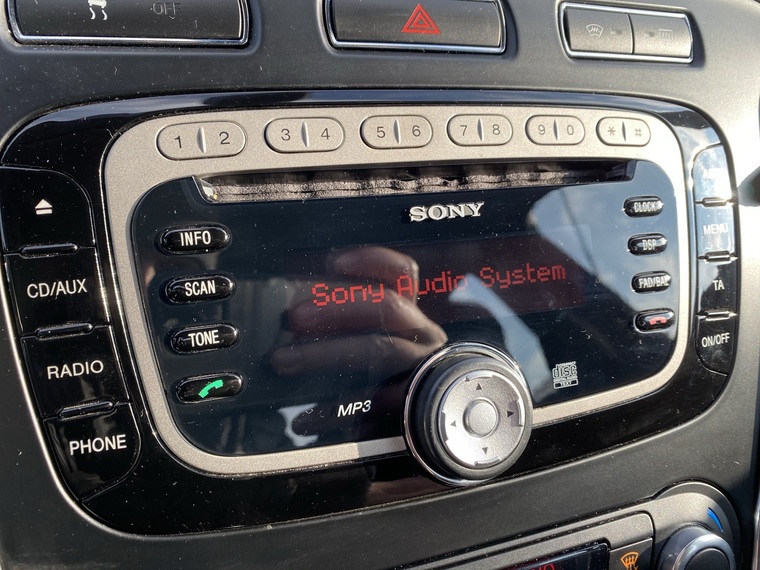 OFF
1 2
3 4
5 6
7 8
9 0
* #
SONY
CLOCK
INFO
DSP
MENU
Sony Audio System
CD/AUX
SCAN
FAD/BAL
TA
TONE
RADIO
ON/OFF
MP3
disc
TEXT
PHONE